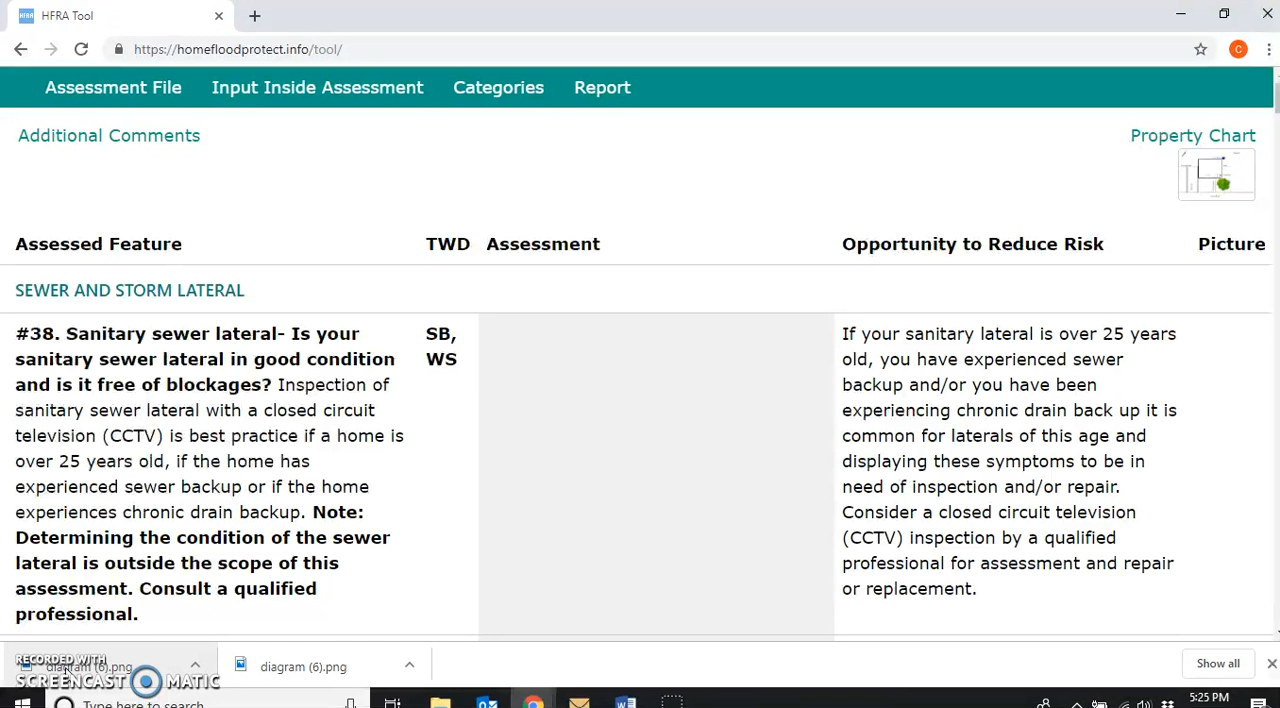 HFRA Tool
https://homefloodprotect.info/tool/
C
Assessment File Input Inside Assessment Categories Report
Additional Comments
Property Chart
Assessed Feature TWD Assessment Opportunity to Reduce Risk Picture
SEWER AND STORM LATERAL
#38. Sanitary sewer lateral- Is your
sanitary sewer lateral in good condition
and is it free of blockages? Inspection of
sanitary sewer lateral with a closed circuit
television (CCTV) is best practice if a home is
over 25 years old, if the home has
experienced sewer backup or if the home
experiences chronic drain backup. Note:
Determining the condition of the sewer
lateral is outside the scope of this
assessment. Consult a qualified
professional.
SB,
WS
If your sanitary lateral is over 25 years
old, you have experienced sewer
backup and/or you have been
experiencing chronic drain back up it is
common for laterals of this age and
displaying these symptoms to be in
need of inspection and/or repair.
Consider a closed circuit television
(CCTV) inspection by a qualified
professional for assessment and repair
or replacement.
diagram (6).png
diagram (6).png
Show all
RECORDED WITH
SCREENCAST MATIC
Type here to search
5:25 PM